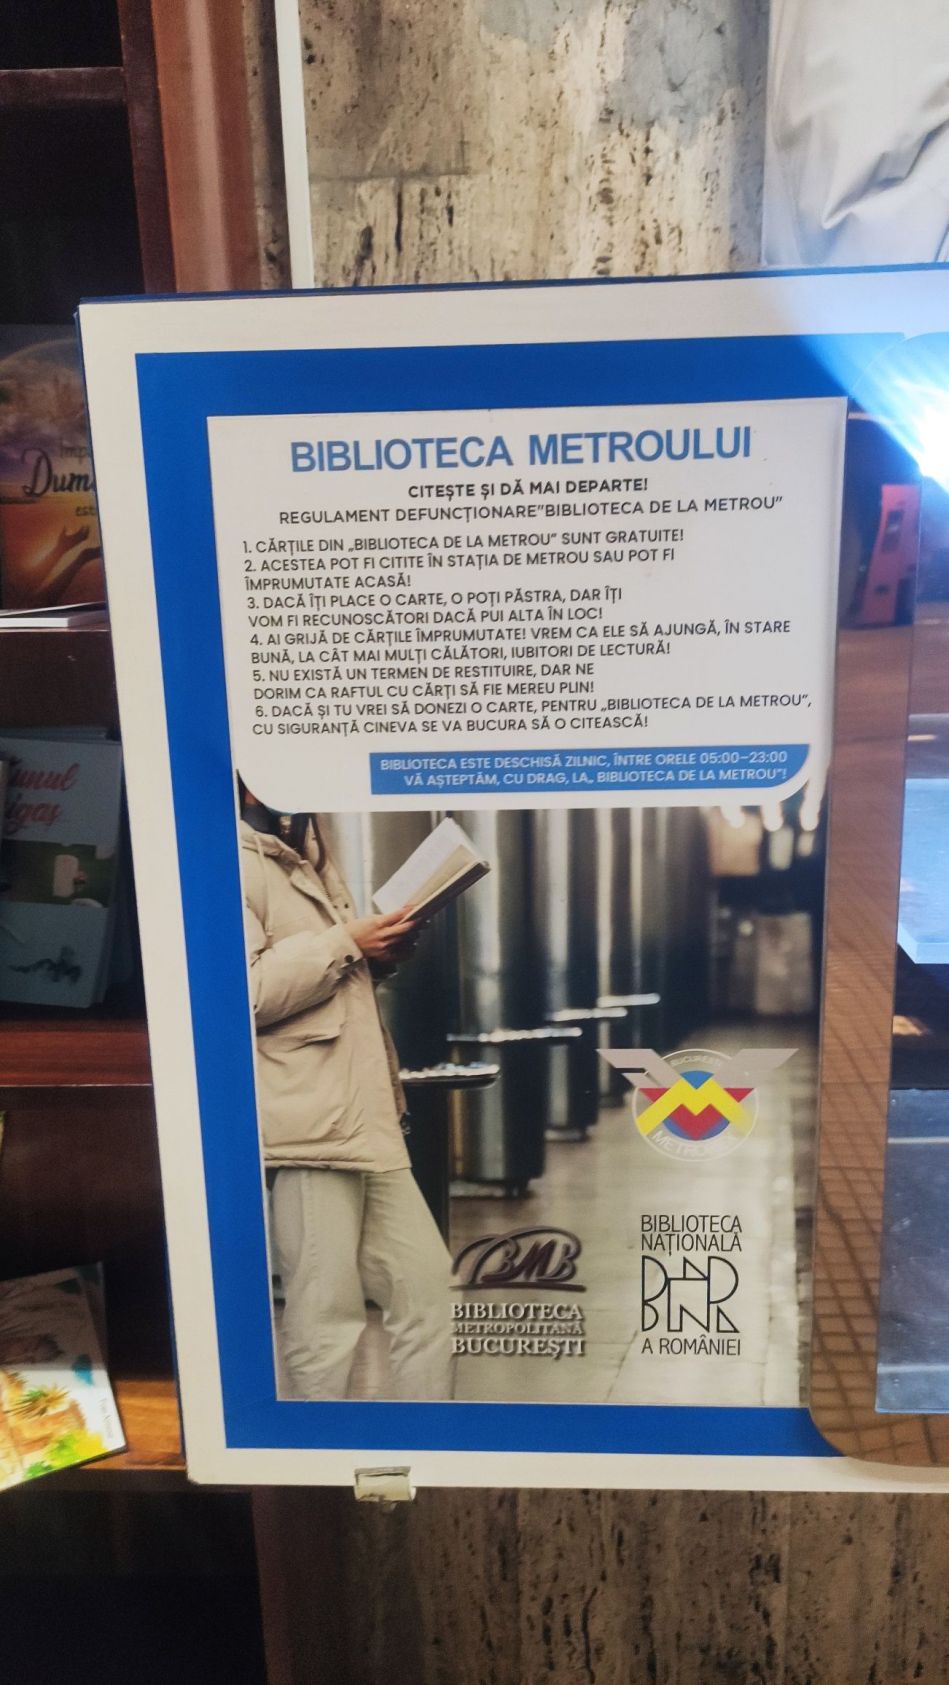 BIBLIOTECA METROULUI
CITEȘTE ȘI DĂ MAI DEPARTE!
REGULAMENT DEFUNCȚIONARE"BIBLIOTECA DE LA METROU"
1. CĂRȚILE DIN „BIBLIOTECA DE LA METROU" SUNT GRATUITE!
2. ACESTEA POT FI CITITE ÎN STAȚIA DE METROU SAU POT FI
ÎMPRUMUTATE ACASĂ!
3. DACĂ ÎȚI PLACE O CARTE, O POȚI PĂSTRA, DAR ÎȚI
VOM FI RECUNOSCĂTORI DACĂ PUI ALTA ÎN LOC!
4. AI GRIJĂ DE CĂRȚILE ÎMPRUMUTATE! VREM CA ELE SĂ AJUNGĂ, ÎN STARE
BUNĂ, LA CÂT MAI MULȚI CĂLĂTORI, IUBITORI DE LECTURĂ!
5. NU EXISTĂ UN TERMEN DE RESTITUIRE, DAR NE
DORIM CA RAFTUL CU CĂRȚI SĂ FIE MEREU PLIN!
6. DACĂ ȘI TU VREI SĂ DONEZI O CARTE, PENTRU „BIBLIOTECA DE LA METROU",
CU SIGURANȚĂ CINEVA SE VA BUCURA SĂ O CITEASCĂ!
BIBLIOTECA ESTE DESCHISĂ ZILNIC, ÎNTRE ORELE 05:00–23:00
VĂ AȘTEPTĂM, CU DRAG, LA„ BIBLIOTECA DE LA METROU"!
BUCUREȘTI
METROREX
BMB
BIBLIOTECA
METROPOLITANĂ
BUCUREȘTI
BIBLIOTECA
NAȚIONALĂ
BNR
A ROMÂNIEI
Dum
est